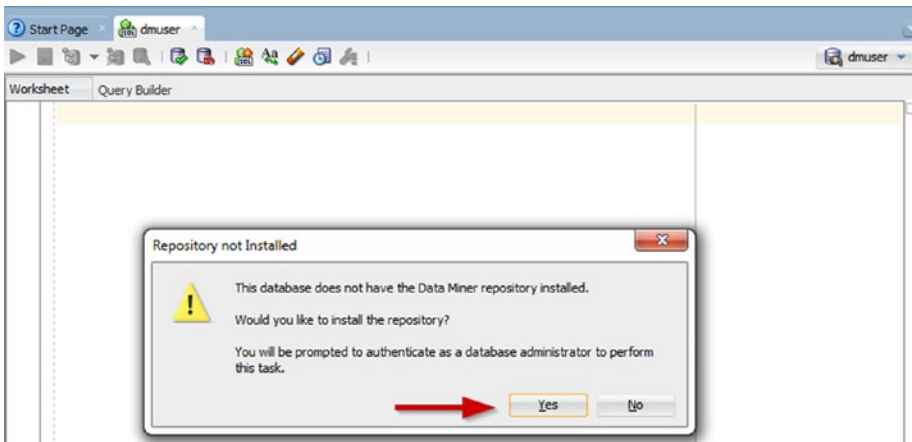 Start Page
dmuser
dmuser
Worksheet
Query Builder
Repository not Installed
This database does not have the Data Miner repository installed.
Would you like to install the repository?
You will be prompted to authenticate as a database administrator to perform
this task.
Yes
No